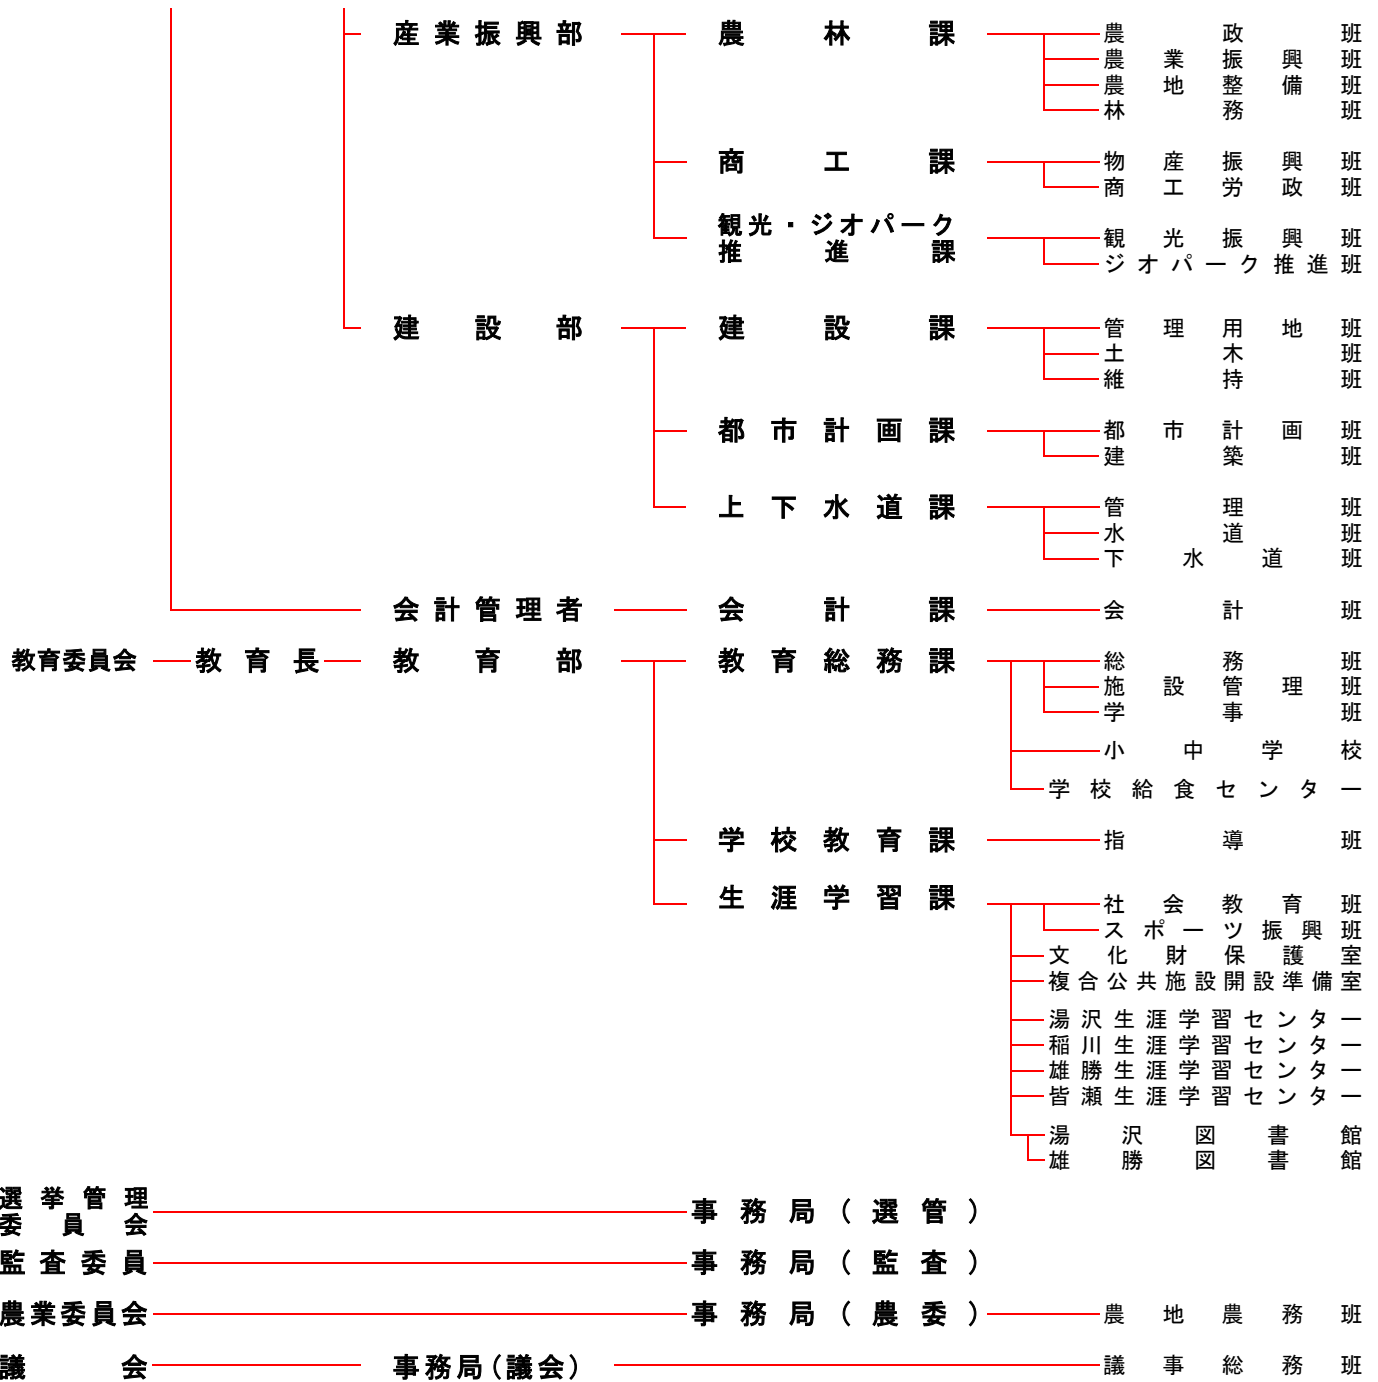 産業振興部 農林課 農政班
農業振興班
農地整備班
林務班
商工課 物産振興班
商工労政班
観光・ジオパーク
推進課 観光振興班
ジオパーク推進班
建設部 建設課 管理用地班
土木班
維持班
都市計画課 都市計画班
建築班
上下水道課 管理班
水道班
下水道班
会計管理者 会計課 会計班
教育委員会 教育長 教育部 教育総務課 総務班
施設管理班
学事班
小中学校
学校給食センター
学校教育課 指導班
生涯学習課 社会教育班
スポーツ振興班
文化財保護室
複合公共施設開設準備室
湯沢生涯学習センター
稲川生涯学習センター
雄勝生涯学習センター
皆瀬生涯学習センター
湯沢図書館
雄勝図書館
選挙管理
委員会 事務局(選管)
監査委員 事務局(監査)
農業委員会 事務局(農委) 農地農務班
議会 事務局(議会) 議事総務班